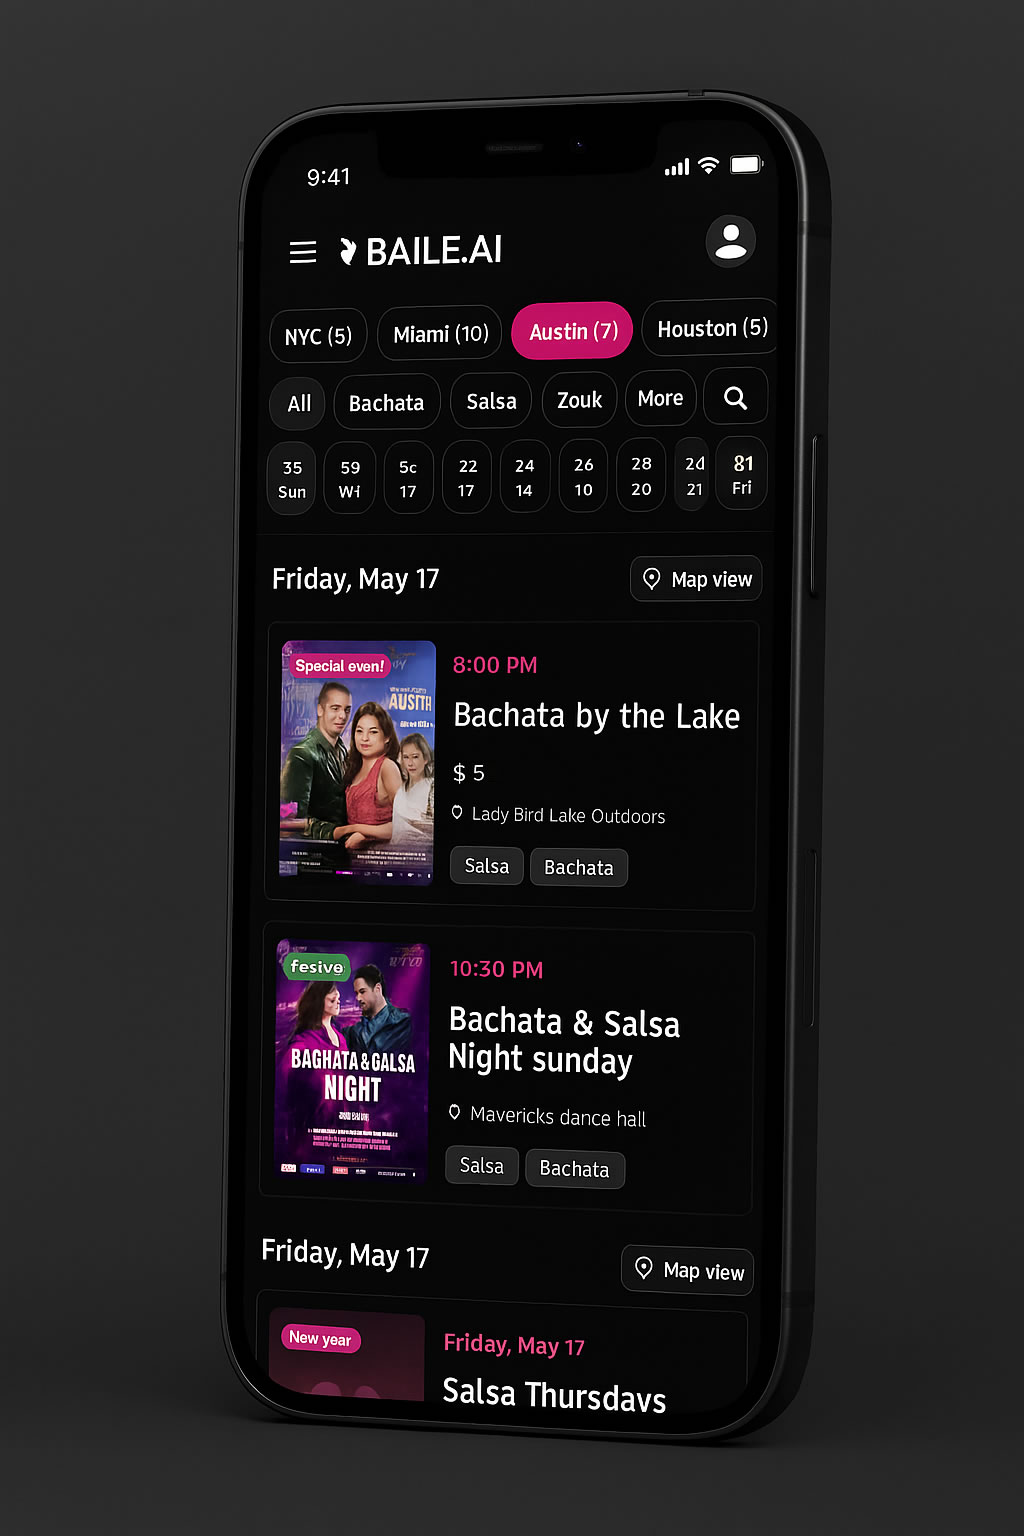 9:41
BAILE.AI
NYC (5) Miami (10) Austin (7) Houston (5)
All Bachata Salsa Zouk More
35 59 5c 22 24 26 28 24 81
Sun 17 17 14 10 20 21 Fri
Friday, May 17 Map view
Special even!
AUSTTH
8:00 PM
Bachata by the Lake
$ 5
Lady Bird Lake Outdoors
Salsa Bachata
fesive
BAGHATA & GALSA
NIGHT
10:30 PM
Bachata & Salsa
Night sunday
Mavericks dance hall
Salsa Bachata
Friday, May 17 Map view
New year
Friday, May 17
Salsa Thursdavs